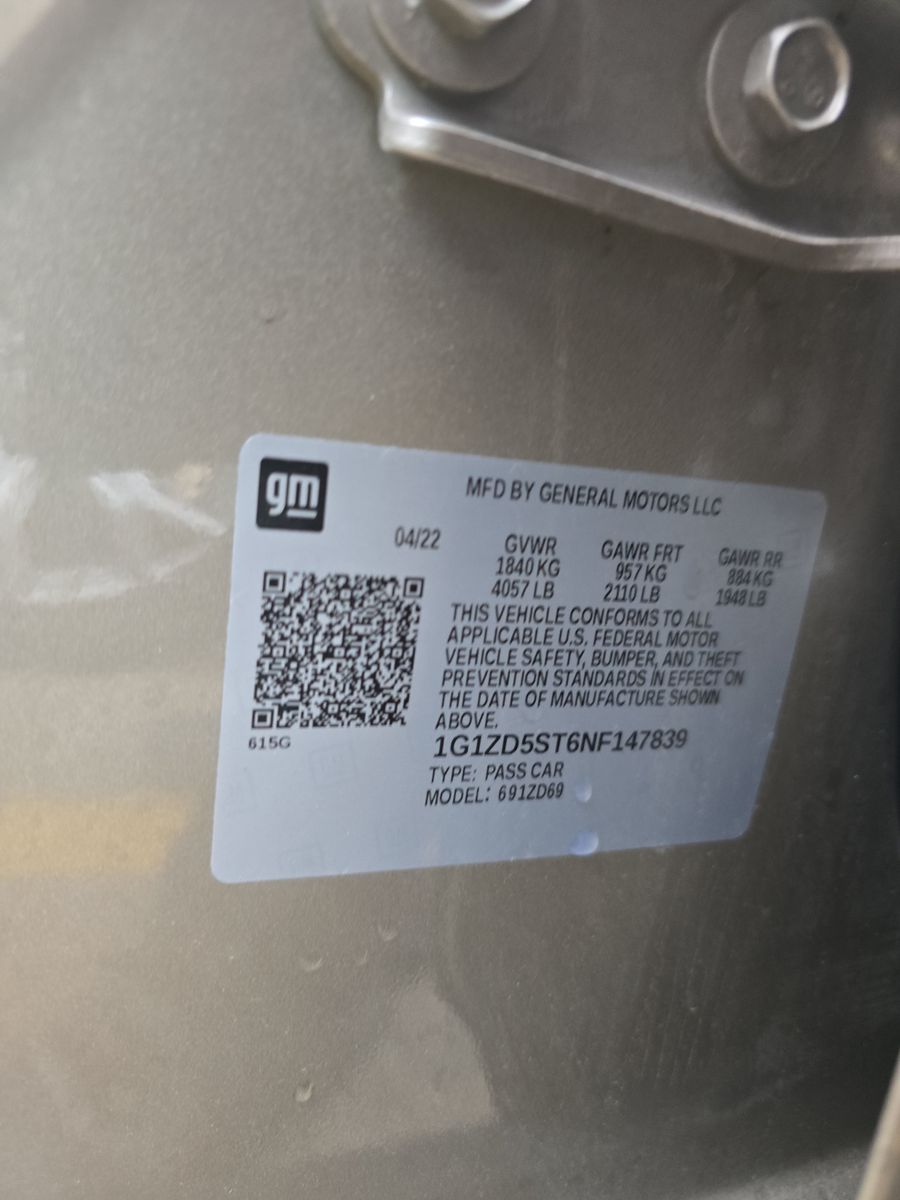 gm
MFD BY GENERAL MOTORS LLC
04/22
GVWR GAWR FRT GAWR RR
1840 KG 957 KG 884 KG
4057 LB 2110 LB 1948 LB
THIS VEHICLE CONFORMS TO ALL
APPLICABLE U.S. FEDERAL MOTOR
VEHICLE SAFETY, BUMPER, AND THEFT
PREVENTION STANDARDS IN EFFECT ON
THE DATE OF MANUFACTURE SHOWN
ABOVE.
615G
1G1ZD5ST6NF147839
TYPE: PASS CAR
MODEL: 691ZD69